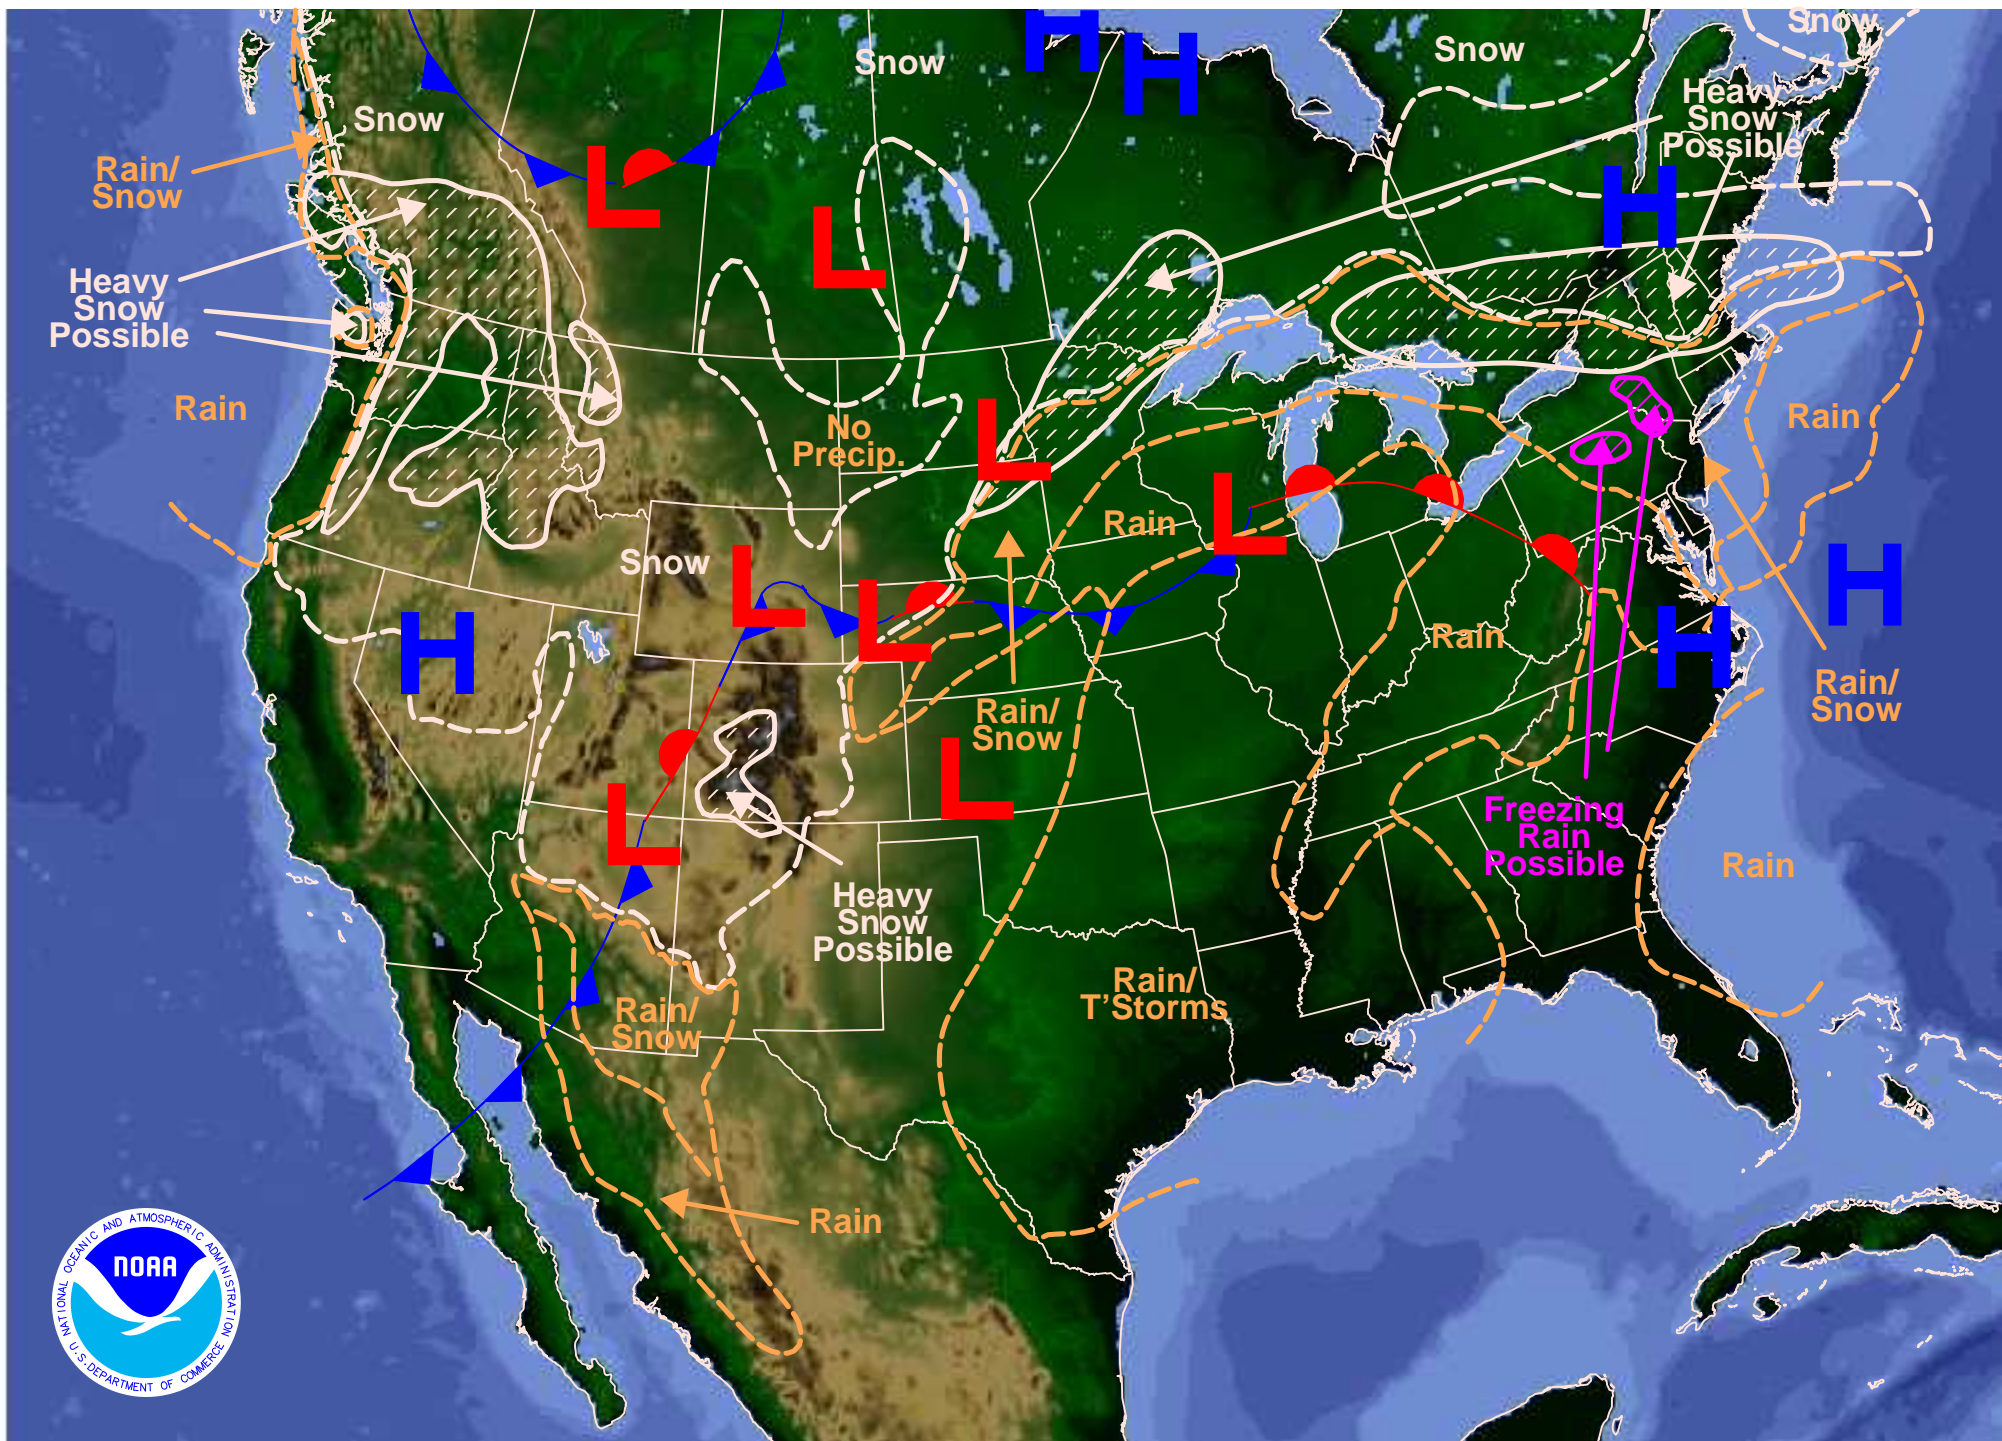 Snow
Snow
Snow
Snow
Heavy
Snow
Possible
Rain/
Snow
Heavy
Snow
Possible
Rain
No
Precip.
Rain
Rain
Snow
Rain
Rain/
Snow
Rain/
Snow
Freezing
Rain
Possible
Rain
Heavy
Snow
Possible
Rain/
T'Storms
Rain/
Snow
Rain
H
H
H
H
H
H
L
L
L
L
L
L
L
L
L
NOAA
NATIONAL OCEANIC AND ATMOSPHERIC ADMINISTRATION
U.S. DEPARTMENT OF COMMERCE